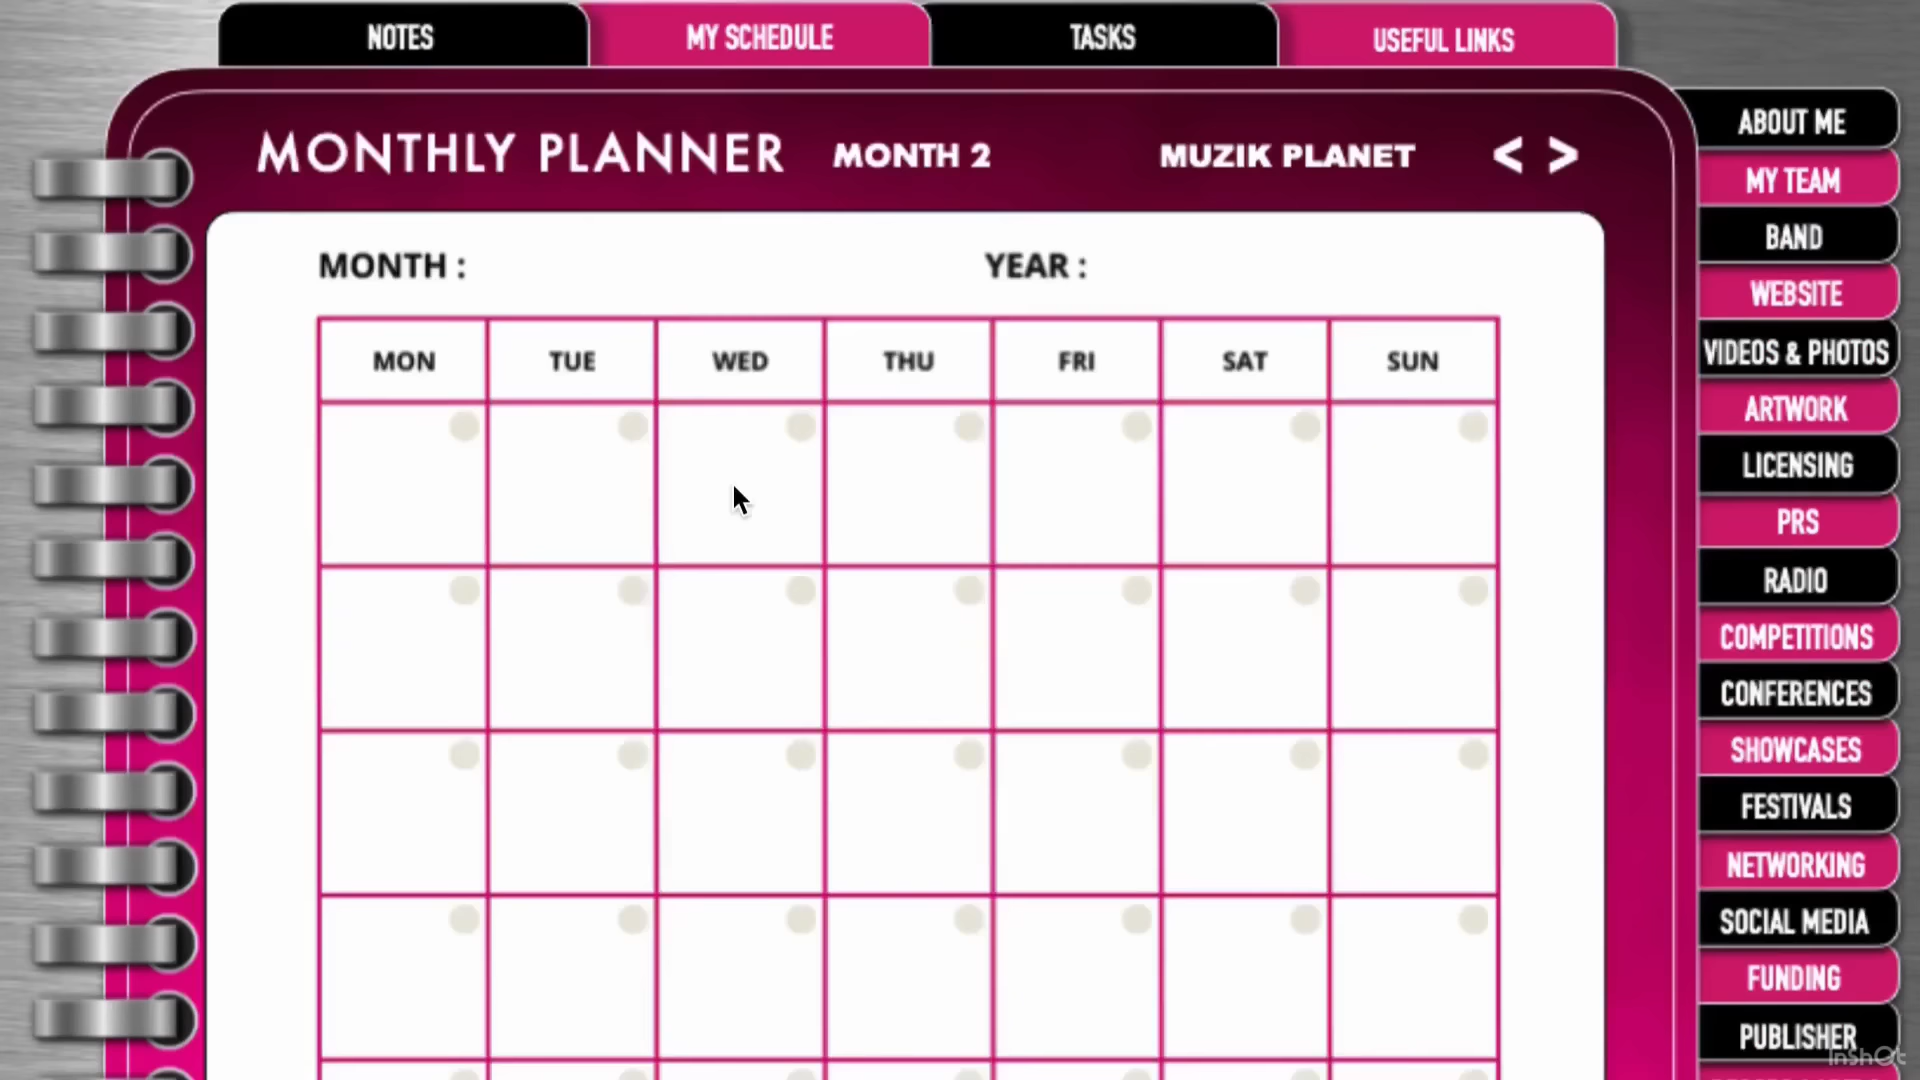 NOTES
MY SCHEDULE
TASKS
USEFUL LINKS
MONTHLY PLANNER
MONTH 2
MUZIK PLANET
< >
MONTH :
YEAR :
MON
TUE
WED
THU
FRI
SAT
SUN
ABOUT ME
MY TEAM
BAND
WEBSITE
VIDEOS & PHOTOS
ARTWORK
LICENSING
PRS
RADIO
COMPETITIONS
CONFERENCES
SHOWCASES
FESTIVALS
NETWORKING
SOCIAL MEDIA
FUNDING
PUBLISHER
InShOt